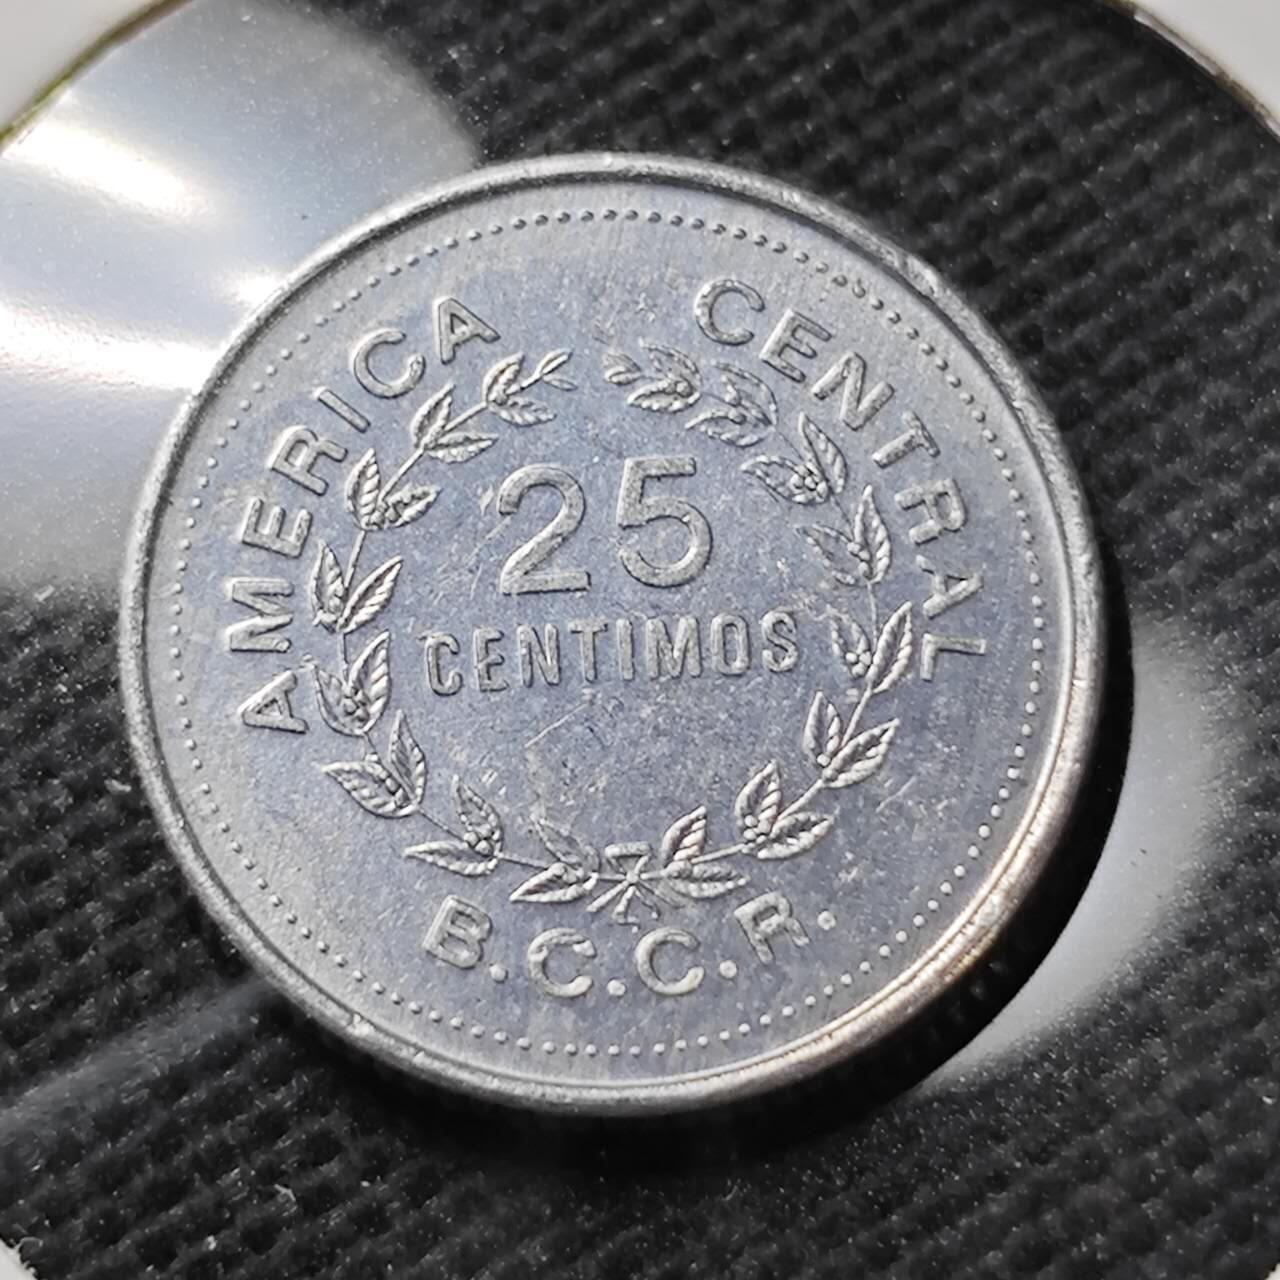 AMERICA CENTRAL
25
CENTIMOS
B.C.C.R.